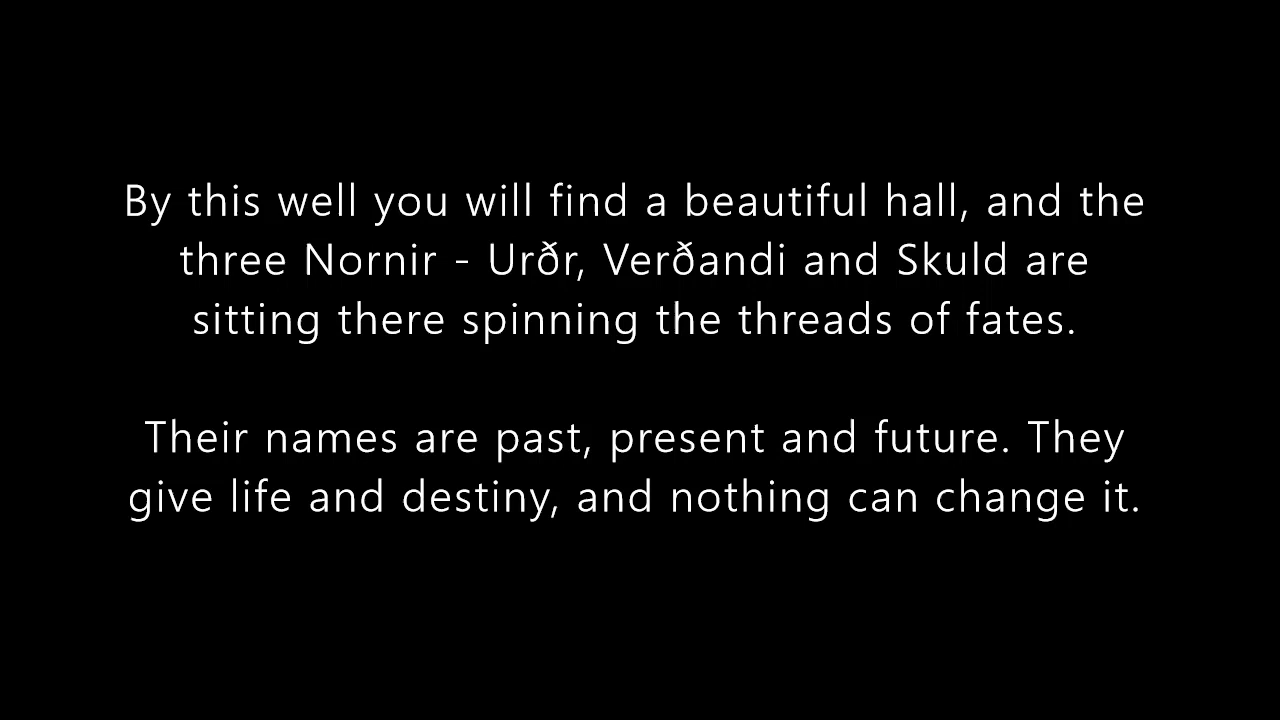 By this well you will find a beautiful hall, and the
three Nornir - Urðr, Verðandi and Skuld are
sitting there spinning the threads of fates.
Their names are past, present and future. They
give life and destiny, and nothing can change it.